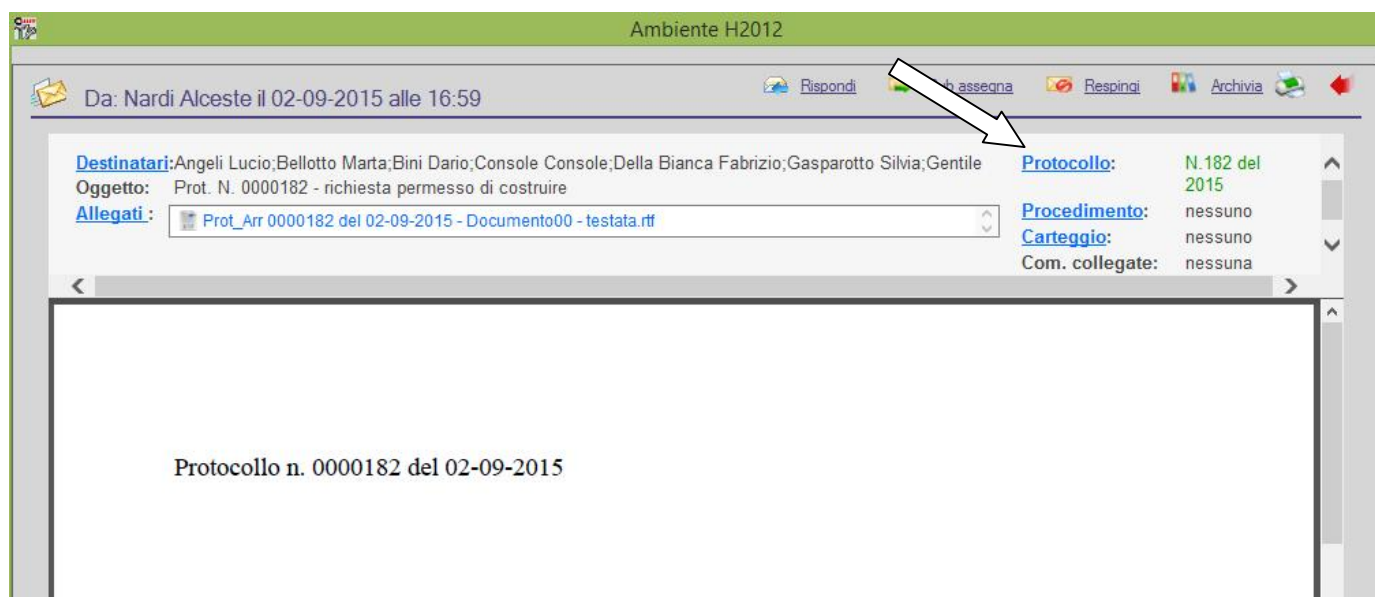 Ambiente H2012
Da: Nardi Alceste il 02-09-2015 alle 16:59
Rispondi
assegna
Respingi
Archivia
Destinatari:Angeli Lucio;Bellotto Marta;Bini Dario;Console Console;Della Bianca Fabrizio;Gasparotto Silvia;Gentile
Oggetto: Prot. N. 0000182 - richiesta permesso di costruire
Allegati : Prot_Arr 0000182 del 02-09-2015 - Documento00 - testata.rtf
Protocollo: N.182 del
2015
Procedimento: nessuno
Carteggio: nessuno
Com. collegate: nessuna
Protocollo n. 0000182 del 02-09-2015